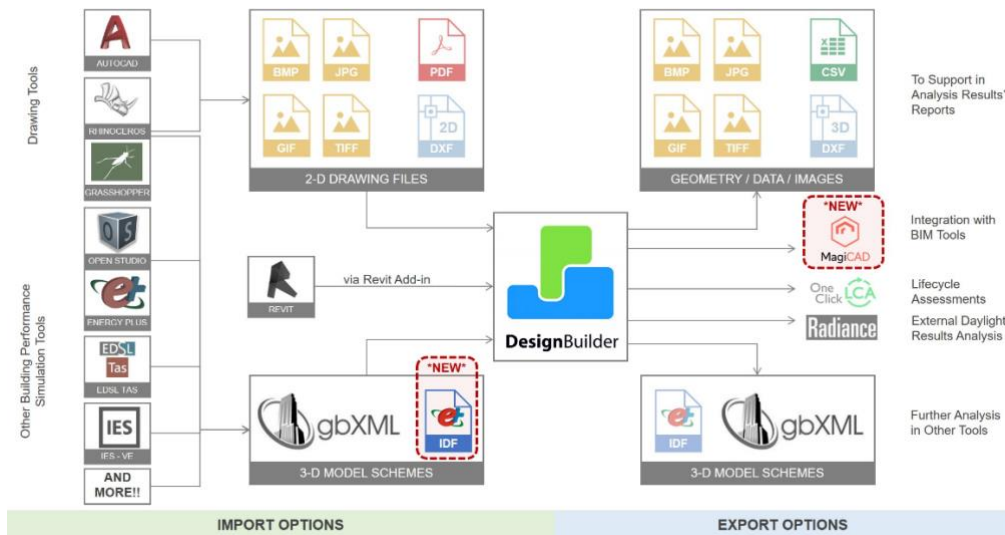 Drawing Tools
Other Building Performance
Simulation Tools
AUTOCAD
RHINOCEROS
GRASSHOPPER
OS
OPEN STUDIO
et
ENERGY PLUS
EDSL
Tas
EDSL TAS
IES
IES - VE
AND
MORE!!
BMP
JPG
PDF
GIF
TIFF
2D
DXF
2-D DRAWING FILES
REVIT
via Revit Add-in
gbXML
*NEW*
et
IDF
3-D MODEL SCHEMES
DesignBuilder
BMP
JPG
CSV
GIF
TIFF
3D
DXF
GEOMETRY / DATA / IMAGES
To Support in
Analysis Results'
Reports
*NEW*
MagiCAD
Integration with
BIM Tools
One
Click
LCA
Lifecycle
Assessments
Radiance
External Daylight
Results Analysis
et
IDF
gbXML
3-D MODEL SCHEMES
Further Analysis
in Other Tools
IMPORT OPTIONS
EXPORT OPTIONS